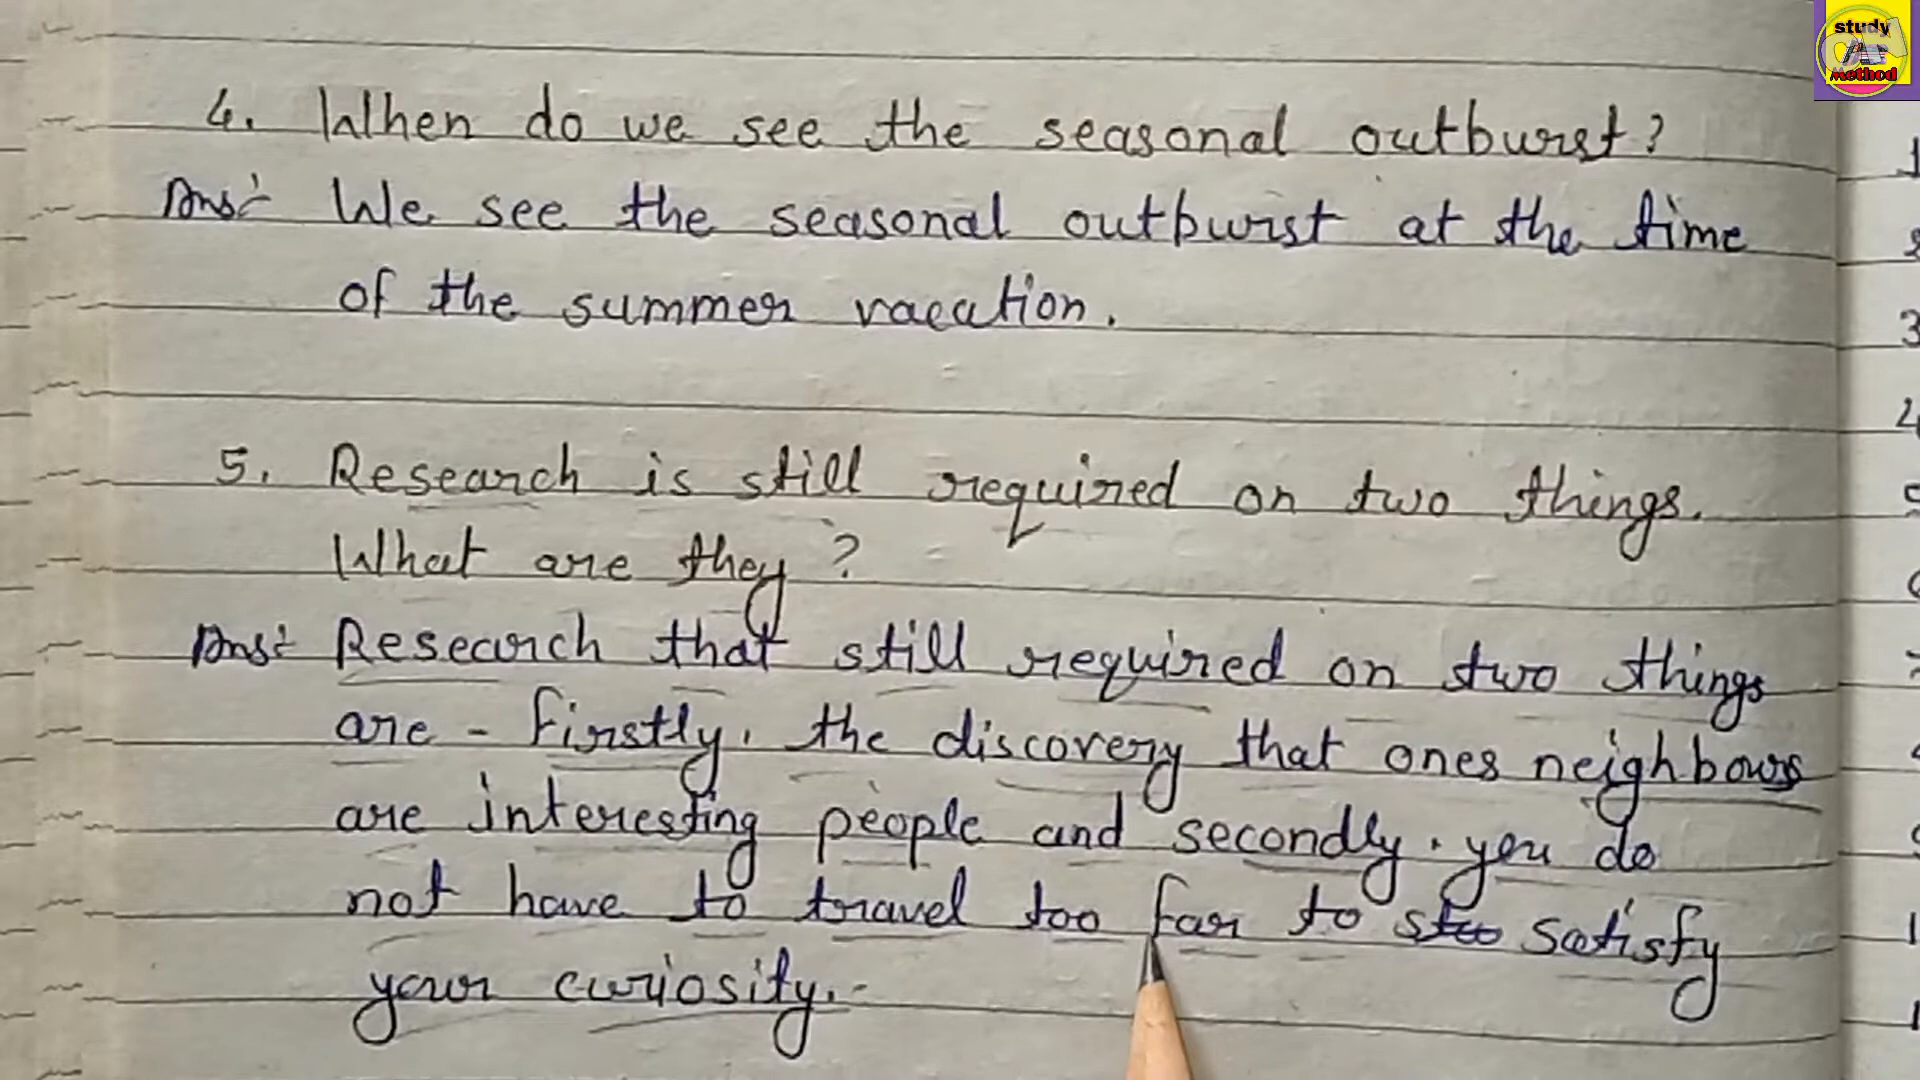 study
Method
4. When do we see the seasonal outburst?
Ans:- We see the seasonal outburst at the time
of the summer vacation.
5. Research is still required on two things.
What are they?
Ans:- Research that still required on two things
are - Firstly, the discovery that ones neighbours
are interesting people and secondly, you do
not have to travel too far to satisfy
your curiosity.